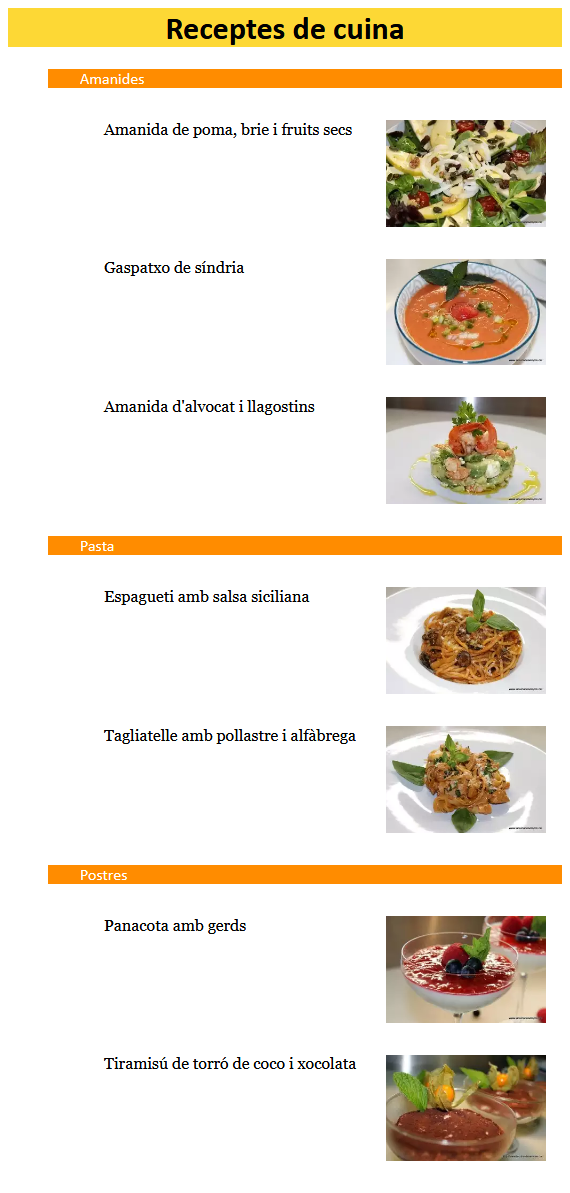 Receptes de cuina
Amanides
Amanida de poma, brie i fruits secs
Gaspatxo de síndria
Amanida d'alvocat i llagostins
Pasta
Espagueti amb salsa siciliana
Tagliatelle amb pollastre i alfàbrega
Postres
Panacota amb gerds
Tiramisú de torró de coco i xocolata